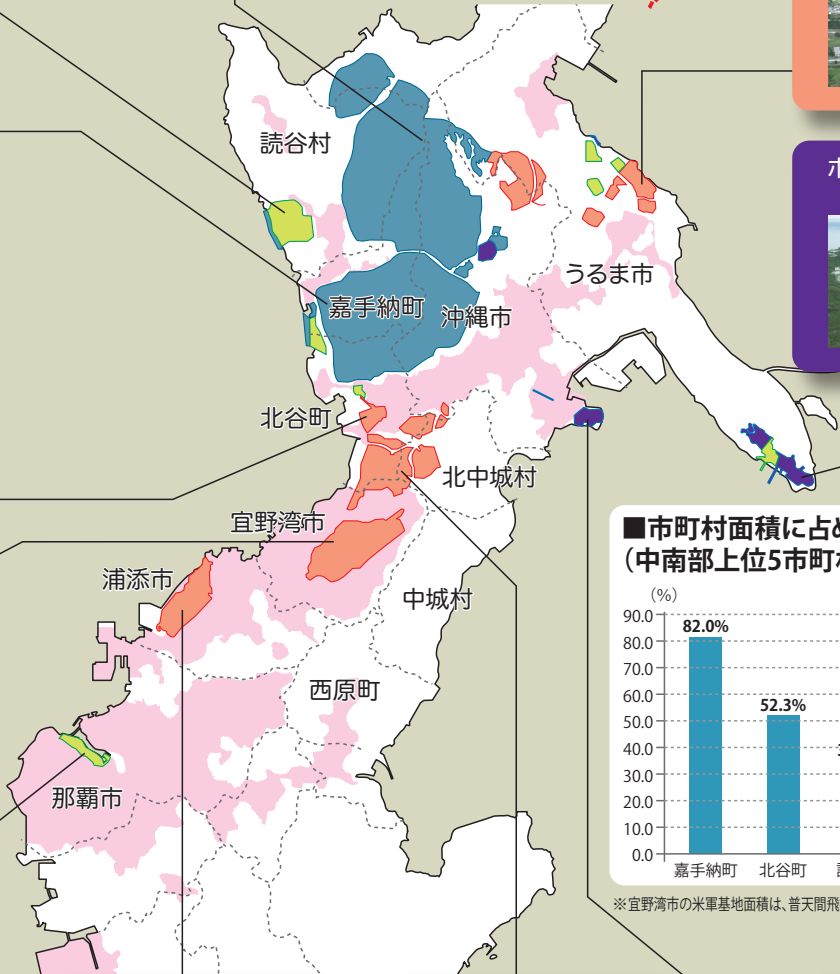 ホ
読谷村
うるま市
嘉手納町
沖縄市
北谷町
北中城村
宜野湾市
浦添市
中城村
西原町
那覇市
■市町村面積に占め
(中南部上位5市町村
(%)
90.0
80.0
70.0
60.0
50.0
40.0
30.0
20.0
10.0
0.0
82.0%
52.3%
嘉手納町
北谷町
※宜野湾市の米軍基地面積は、普天間飛